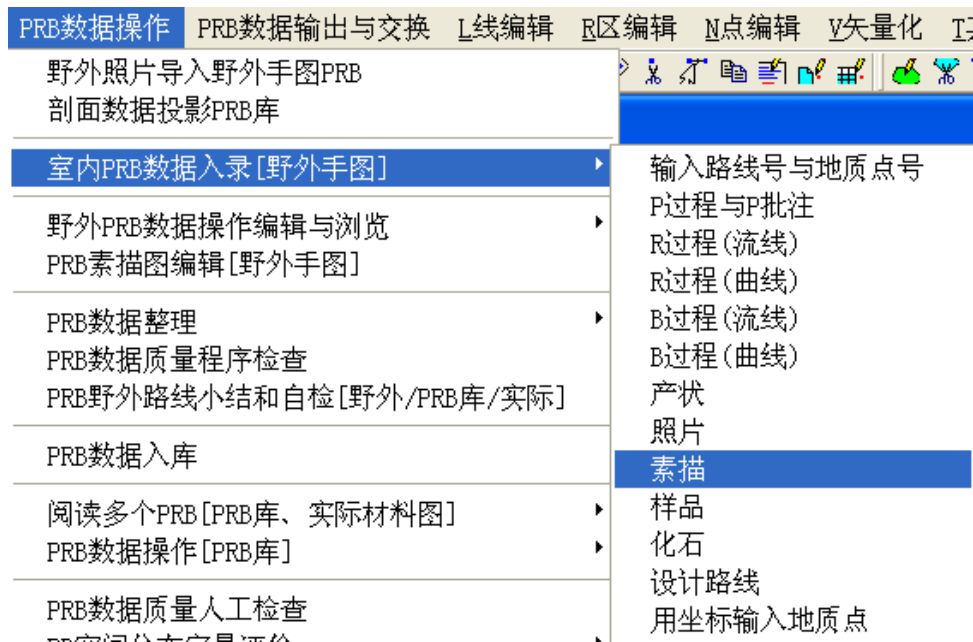 PRB数据操作 PRB数据输出与交换 L线编辑 R区编辑 N点编辑 V矢量化
野外照片导入野外手图PRB
剖面数据投影PRB库
室内PRB数据入录[野外手图]
野外PRB数据操作编辑与浏览
PRB素描图编辑[野外手图]
PRB数据整理
PRB数据质量程序检查
PRB野外路线小结和自检[野外/PRB库/实际]
PRB数据入库
阅读多个PRB[PRB库、实际材料图]
PRB数据操作[PRB库]
PRB数据质量人工检查
输入路线号与地质点号
P过程与P批注
R过程(流线)
R过程(曲线)
B过程(流线)
B过程(曲线)
产状
照片
素描
样品
化石
设计路线
用坐标输入地质点